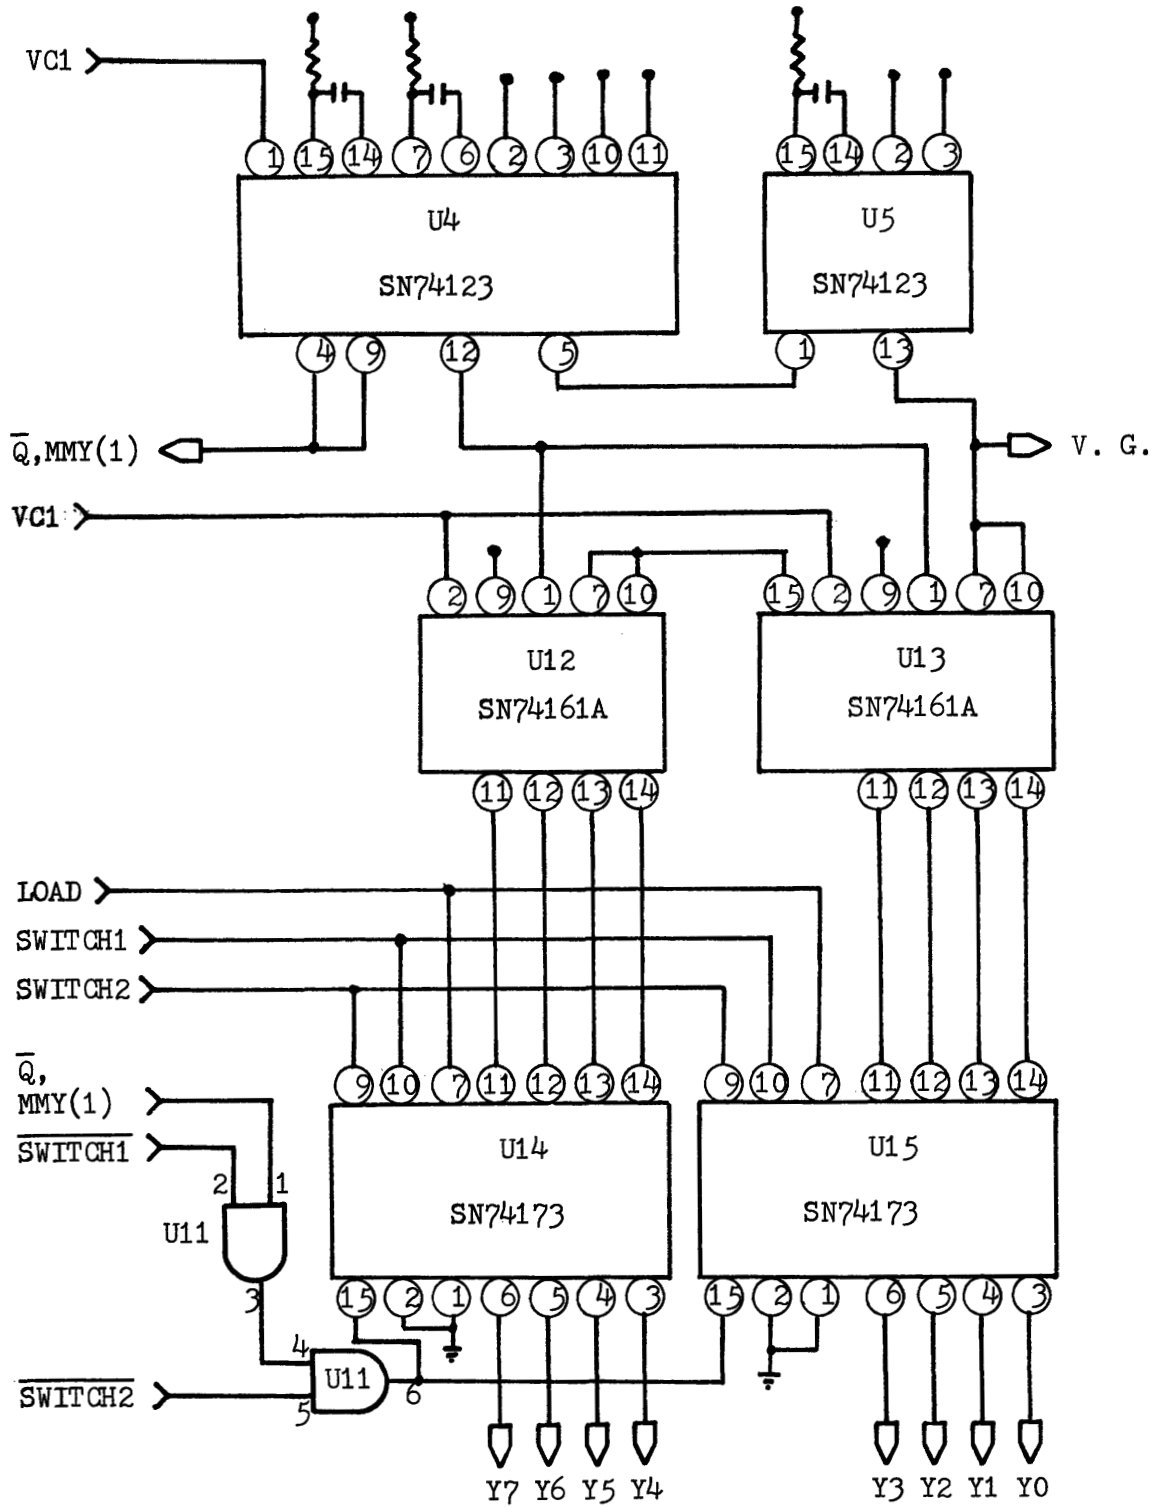 VC1
1 15 14 7 6 2 3 10 11 15 14 2 3
U4 U5
SN74123 SN74123
4 9 12 5 1 13
Q̅,MMY(1) V. G.
VC1
2 9 1 7 10 15 2 9 1 7 10
U12 U13
SN74161A SN74161A
11 12 13 14 11 12 13 14
LOAD
SWITCH1
SWITCH2
9 10 7 11 12 13 14 9 10 7 11 12 13 14
Q̅,
MMY(1)
S̅W̅I̅T̅C̅H̅1̅
U14 U15
2 1
SN74173 SN74173
U11
3 15 2 1 6 5 4 3 15 2 1 6 5 4 3
4
U11
6
S̅W̅I̅T̅C̅H̅2̅
5
Y7 Y6 Y5 Y4 Y3 Y2 Y1 Y0